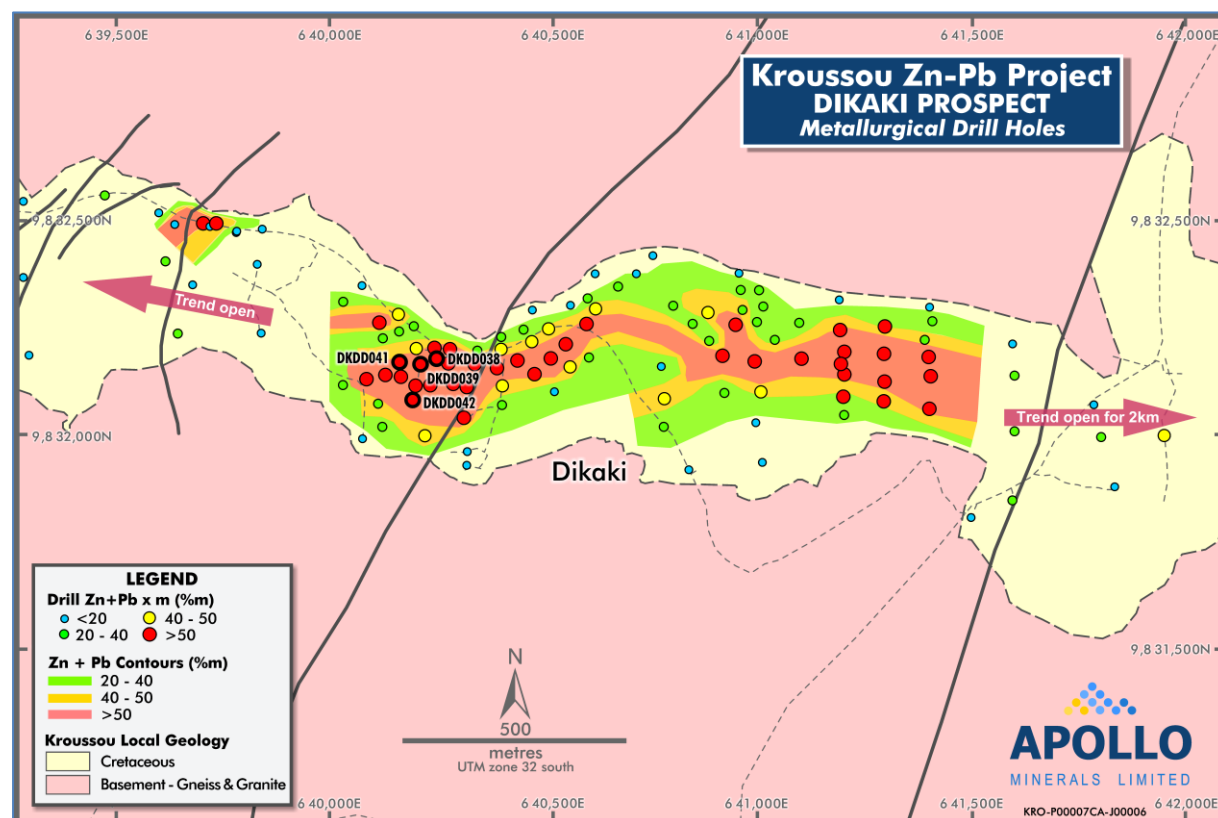 6 39,500E
6 40,000E
6 40,500E
6 41,000E
6 41,500E
6 42,000E
Kroussou Zn-Pb Project
DIKAKI PROSPECT
Metallurgical Drill Holes
9,8 32,500N
9,8 32,500N
Trend open
DKDD041
DKDD038
DKDD039
DKDD042
Trend open for 2km
9,8 32,000N
Dikaki
LEGEND
Drill Zn+Pb x m (%m)
<20
40 - 50
20 - 40
>50
Zn + Pb Contours (%m)
20 - 40
40 - 50
>50
Kroussou Local Geology
Cretaceous
Basement - Gneiss & Granite
9,8 31,500N
N
500
metres
UTM zone 32 south
APOLLO
MINERALS LIMITED
KRO-P00007CA-J00006
6 40,000E
6 40,500E
6 41,000E
6 41,500E
6 42,000E